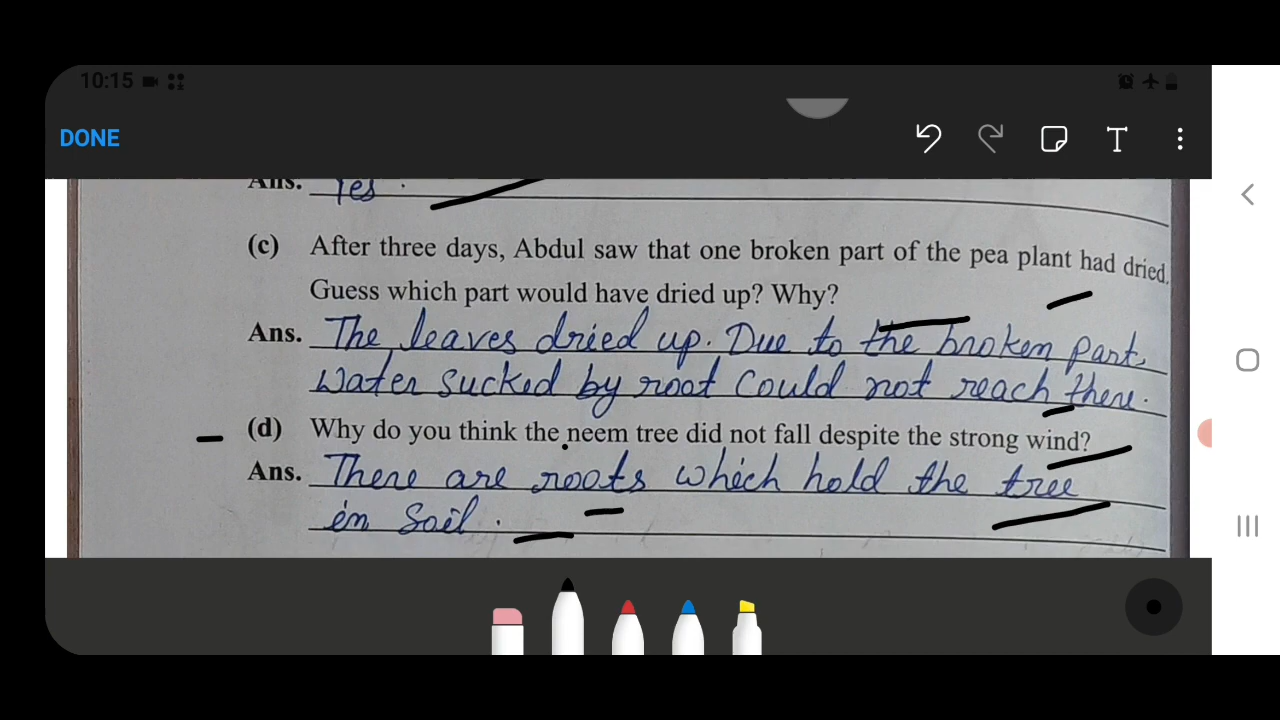 10:15
DONE
T
Ans. Yes.
(c) After three days, Abdul saw that one broken part of the pea plant had dried.
Guess which part would have dried up? Why?
Ans. The leaves dried up. Due to the broken part,
water sucked by root could not reach there.
(d) Why do you think the neem tree did not fall despite the strong wind?
Ans. There are roots which hold the tree
in soil.